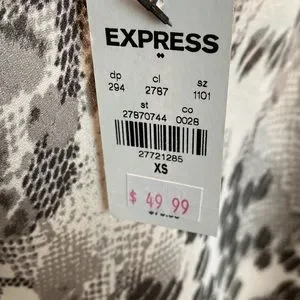 EXPRESS
dp cl sz
294 2787 1101
st co
27870744 0028
27721285
XS
$ 49.99